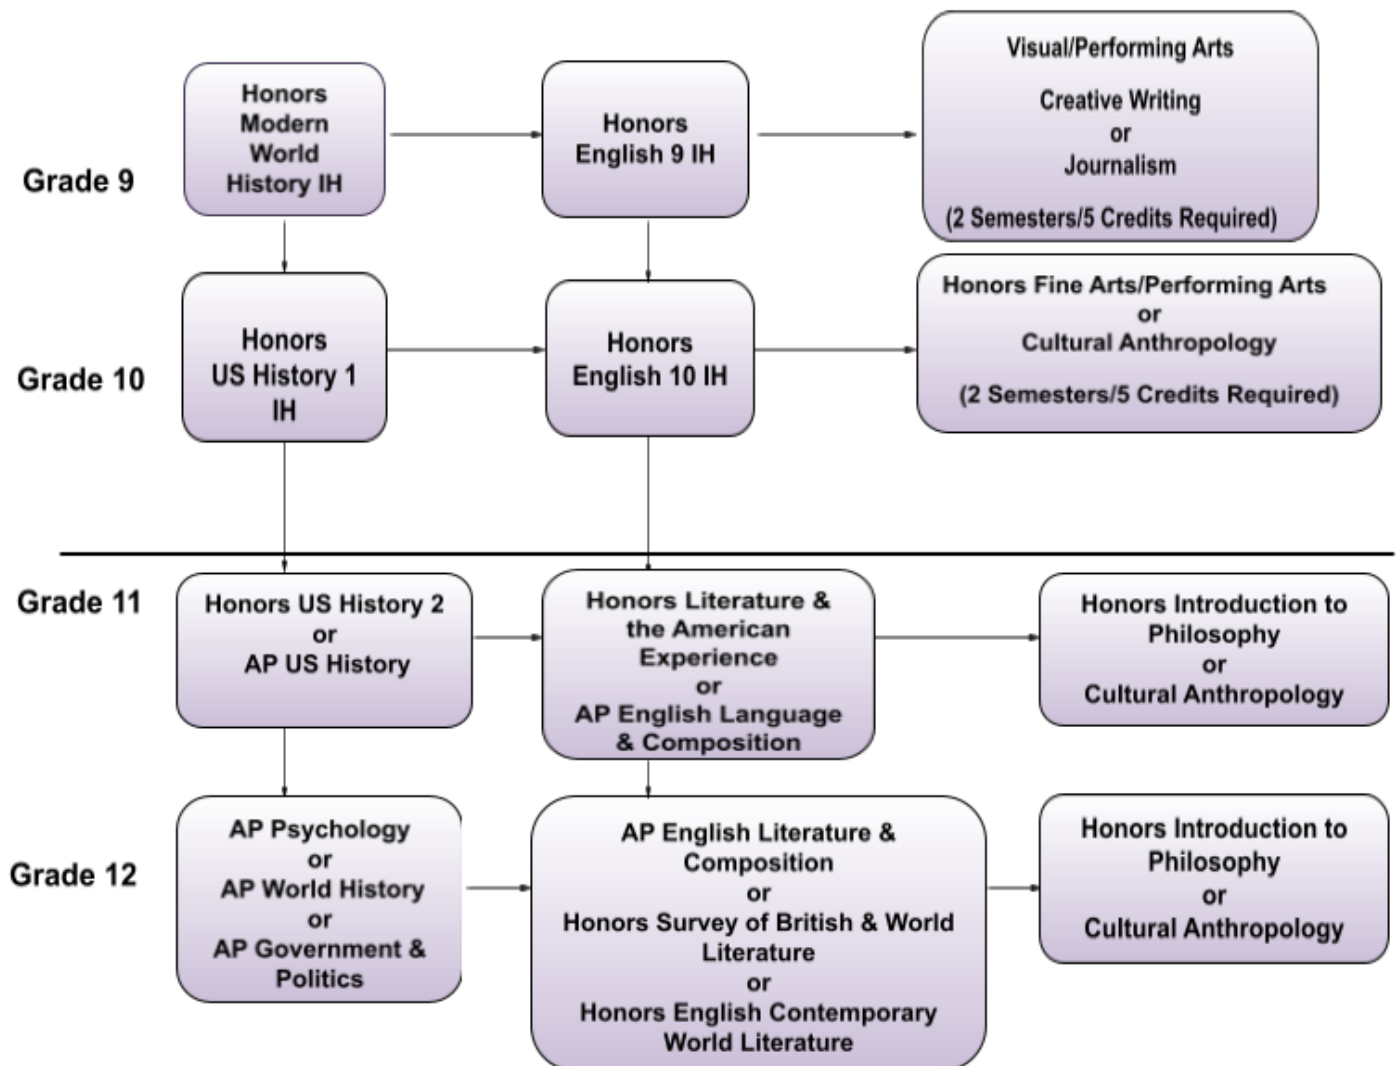 Grade 9
Honors
Modern
World
History IH
Honors
English 9 IH
Visual/Performing Arts
Creative Writing
or
Journalism
(2 Semesters/5 Credits Required)
Grade 10
Honors
US History 1
IH
Honors
English 10 IH
Honors Fine Arts/Performing Arts
or
Cultural Anthropology
(2 Semesters/5 Credits Required)
Grade 11
Honors US History 2
or
AP US History
Honors Literature &
the American
Experience
or
AP English Language
& Composition
Honors Introduction to
Philosophy
or
Cultural Anthropology
Grade 12
AP Psychology
or
AP World History
or
AP Government &
Politics
AP English Literature &
Composition
or
Honors Survey of British & World
Literature
or
Honors English Contemporary
World Literature
Honors Introduction to
Philosophy
or
Cultural Anthropology